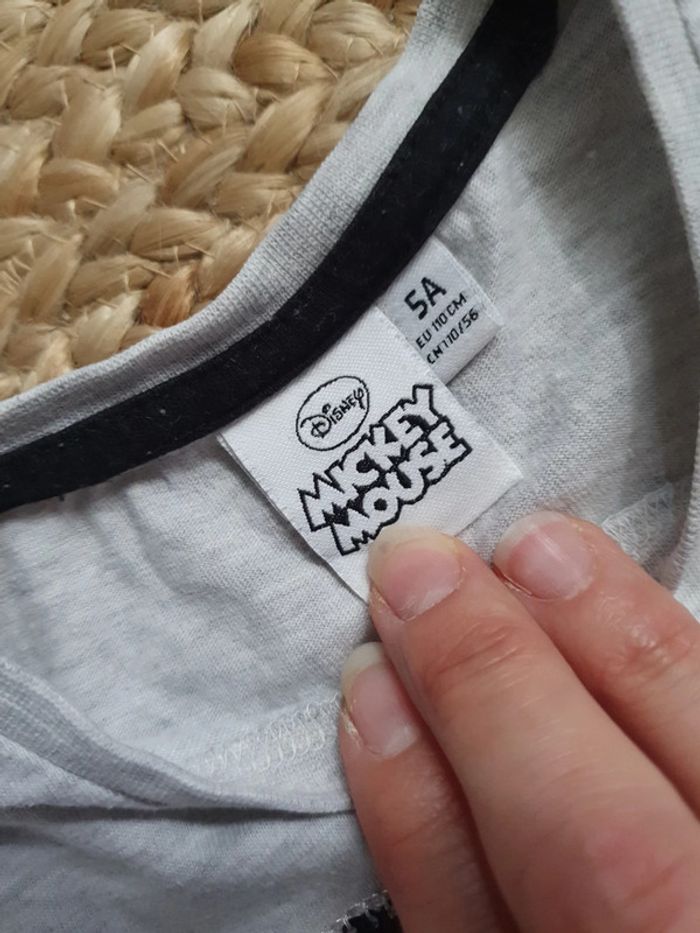 5A
EU 110 CM
CN 110/56
Disney
MICKEY
MOUSE